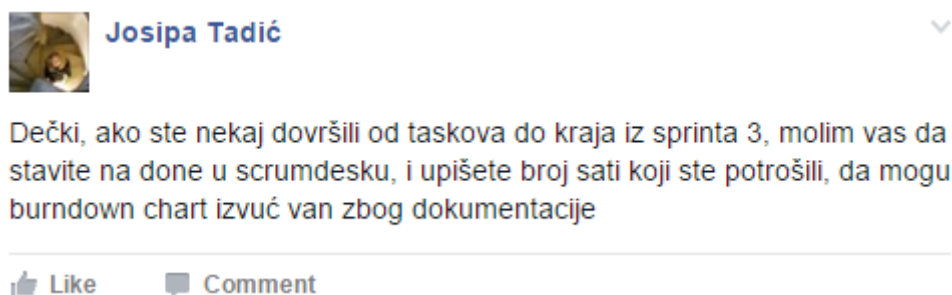 Josipa Tadić
Dečki, ako ste nekaj dovršili od taskova do kraja iz sprinta 3, molim vas da
stavite na done u scrumdesku, i upišete broj sati koji ste potrošili, da mogu
burndown chart izvuć van zbog dokumentacije
Like Comment